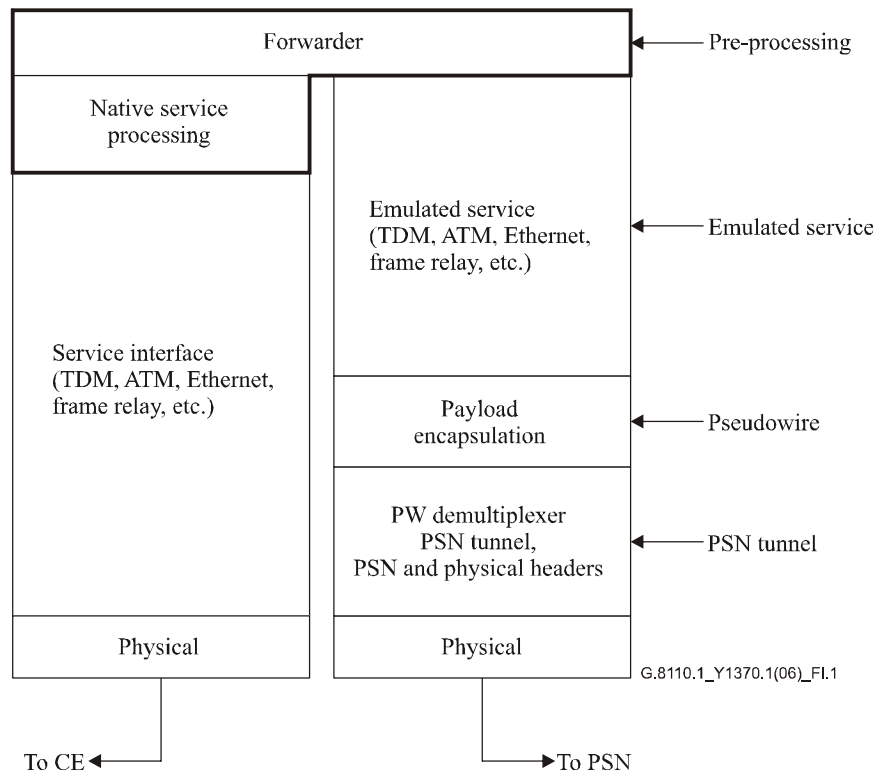 Forwarder
Pre-processing
Native service
processing
Emulated service
(TDM, ATM, Ethernet,
frame relay, etc.)
Emulated service
Service interface
(TDM, ATM, Ethernet,
frame relay, etc.)
Payload
encapsulation
Pseudowire
PW demultiplexer
PSN tunnel,
PSN and physical headers
PSN tunnel
Physical
Physical
G.8110.1_Y1370.1(06)_FI.1
To CE
To PSN